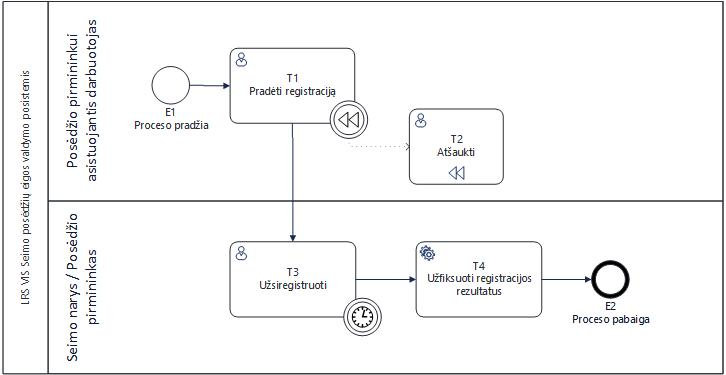 LRS VIS Seimo posėdžių eigos valdymo posistemis
Posėdžio pirmininkui
asistuojantis darbuotojas
E1
Proceso pradžia
T1
Pradėti registraciją
T2
Atšaukti
Seimo narys / Posėdžio
pirmininkas
T3
Užsiregistruoti
T4
Užfiksuoti registracijos
rezultatus
E2
Proceso pabaiga